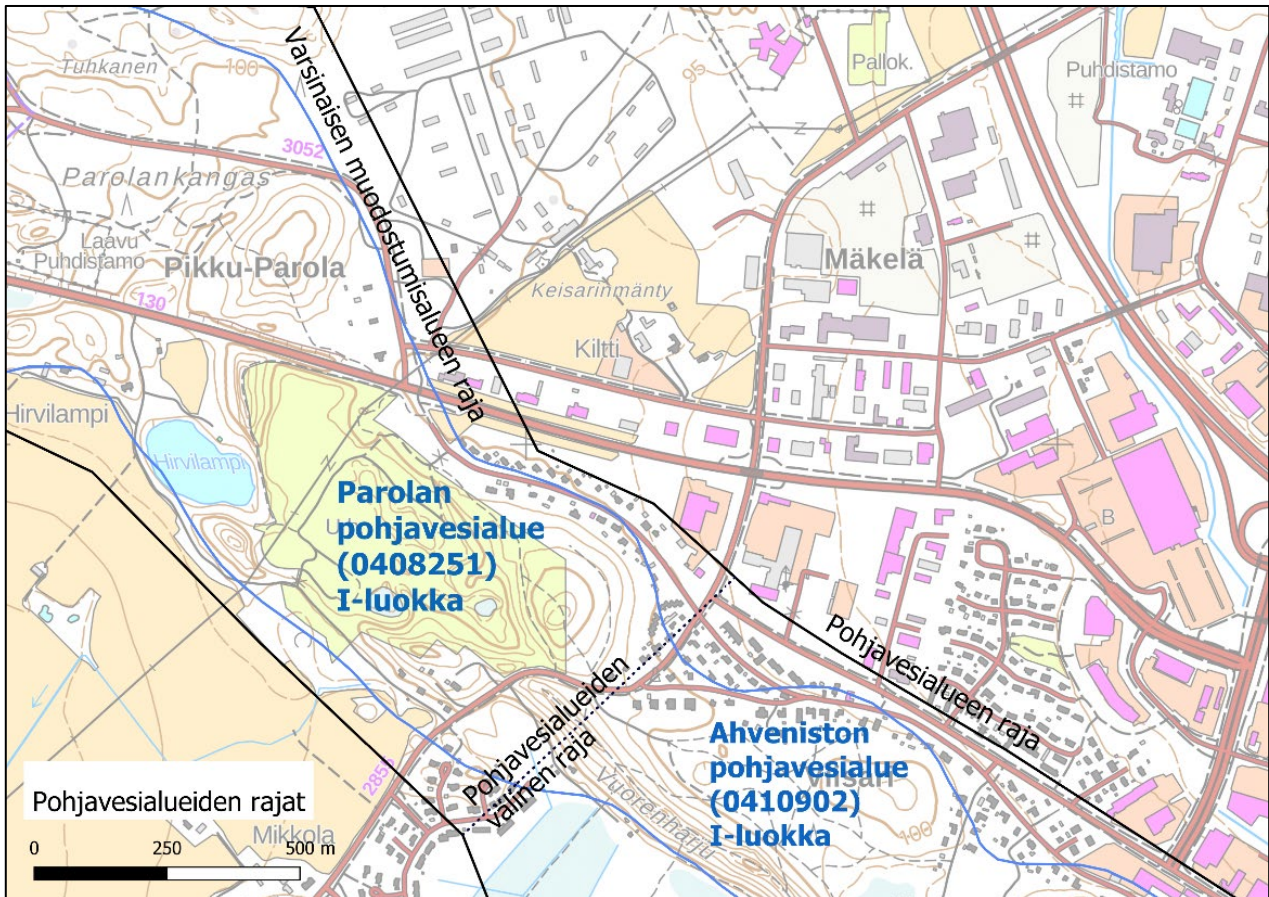 Tuhkanen
100
95
Pallok.
Puhdistamo
3052
Varsinaisen muodostumisalueen raja
Parolankangas
Laavu
Puhdistamo
Pikku-Parola
Mäkelä
Keisarinmänty
130
Kiltti
Hirvilampi
Hirvilampi
Parolan
pohjavesialue
(0408251)
I-luokka
B
Pohjavesialueen raja
Pohjavesialueiden
välinen raja
Ahveniston
pohjavesialue
(0410902)
I-luokka
Vuorenharju
100
Pohjavesialueiden rajat
Mikkola
0 250 500 m